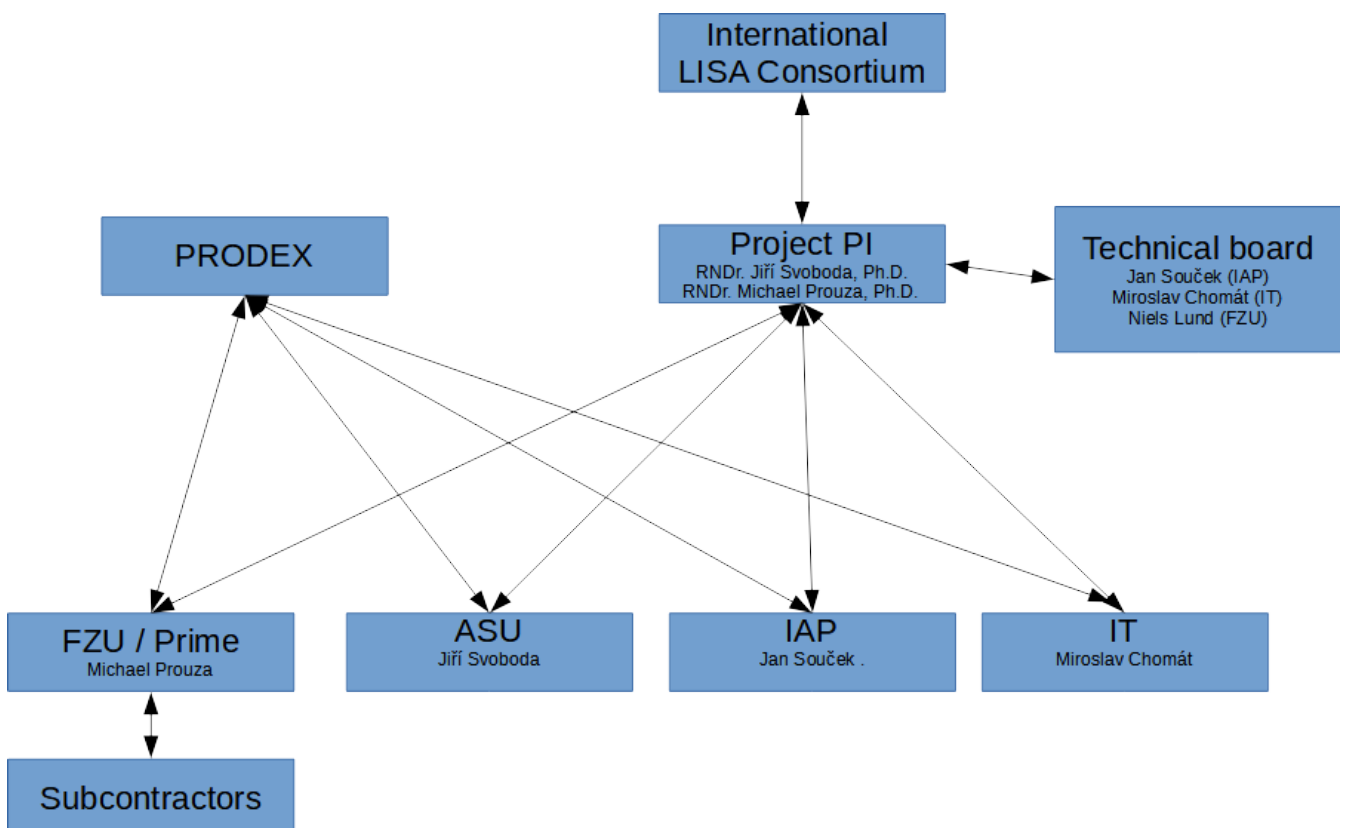 International
LISA Consortium
PRODEX
Project PI
RNDr. Jiří Svoboda, Ph.D.
RNDr. Michael Prouza, Ph.D.
Technical board
Jan Souček (IAP)
Miroslav Chomát (IT)
Niels Lund (FZU)
FZU / Prime
Michael Prouza
ASU
Jiří Svoboda
IAP
Jan Souček .
IT
Miroslav Chomát
Subcontractors